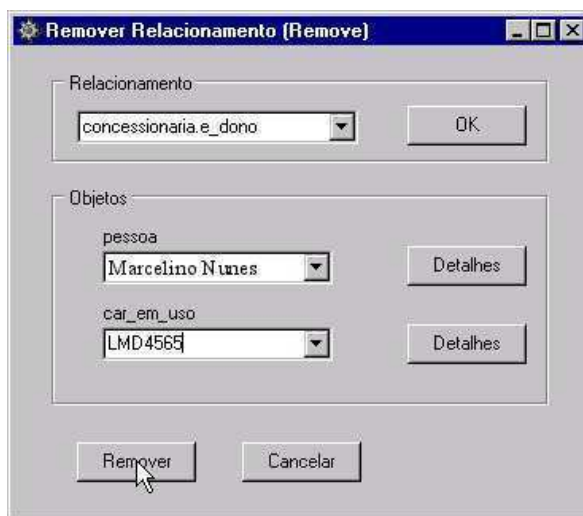 Remover Relacionamento (Remove)
Relacionamento
concessionaria.e_dono
OK
Objetos
pessoa
Marcelino Nunes
Detalhes
car_em_uso
LMD4565
Detalhes
Remover
Cancelar